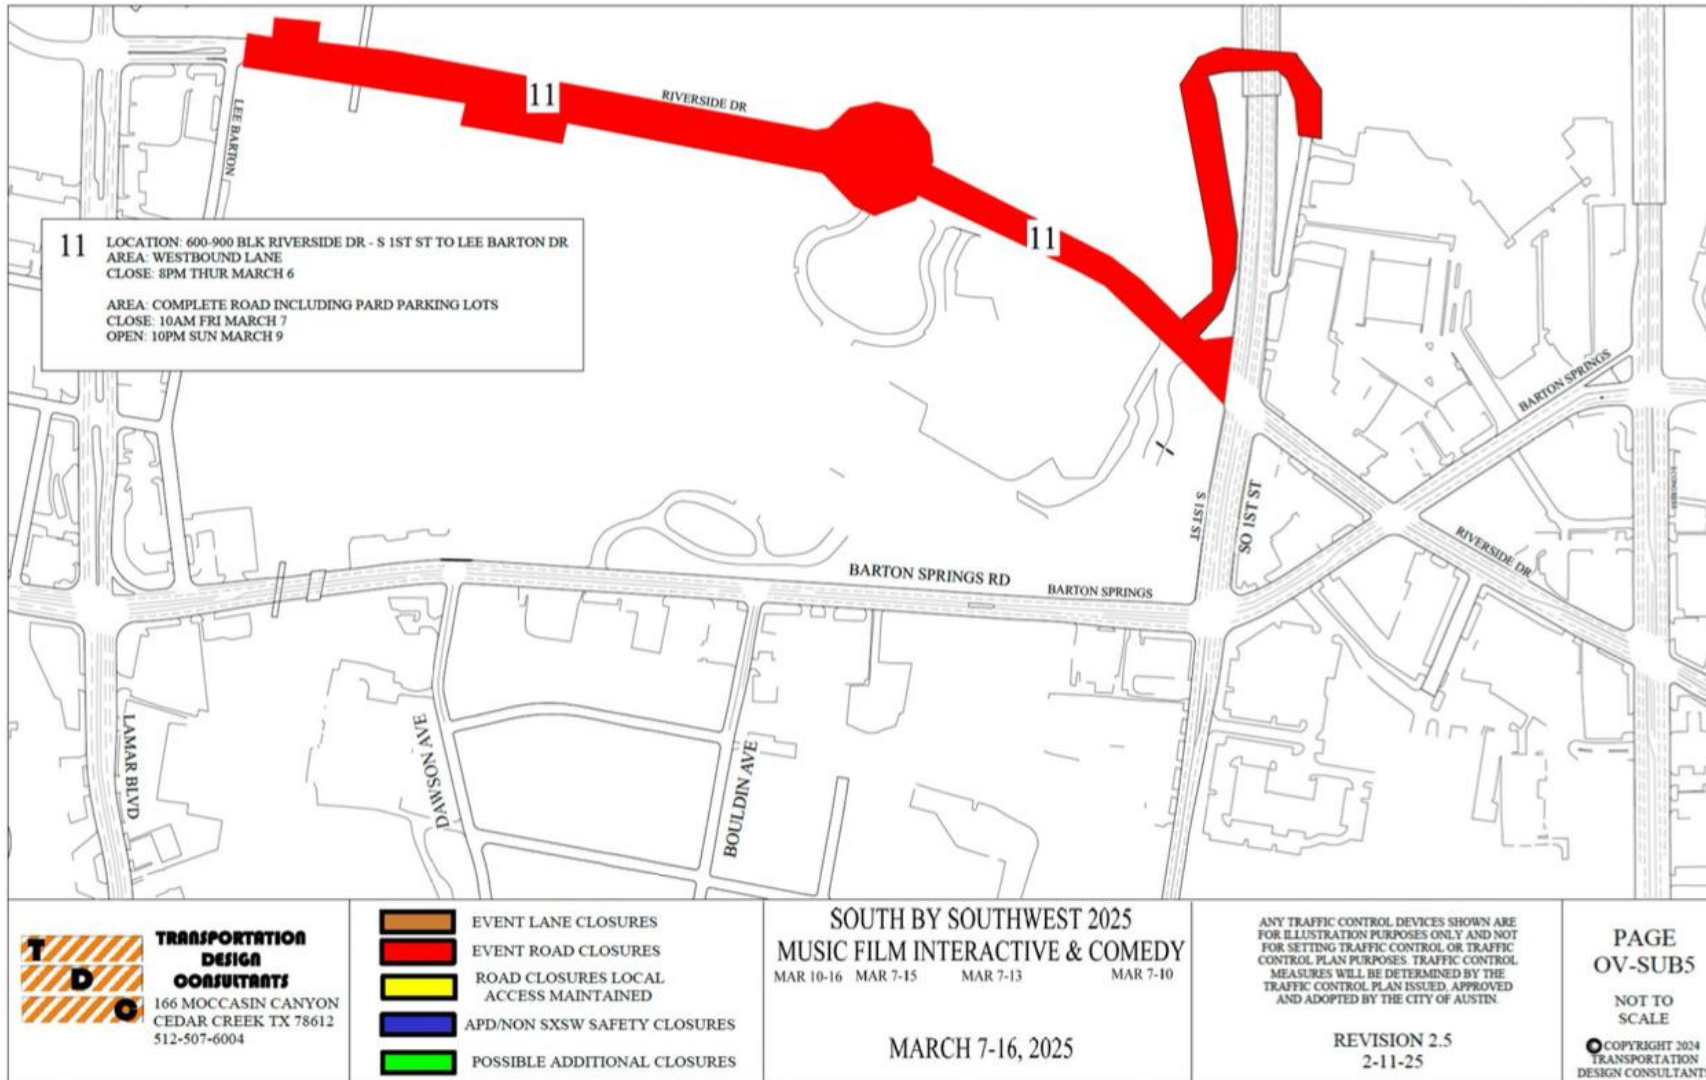 11
RIVERSIDE DR
LEE BARTON
11
11
11 LOCATION: 600-900 BLK RIVERSIDE DR - S 1ST ST TO LEE BARTON DR
AREA: WESTBOUND LANE
CLOSE: 8PM THUR MARCH 6
AREA: COMPLETE ROAD INCLUDING PARD PARKING LOTS
CLOSE: 10AM FRI MARCH 7
OPEN: 10PM SUN MARCH 9
BARTON SPRINGS
S 1ST ST
SO 1ST ST
RIVERSIDE DR
BARTON SPRINGS RD
BARTON SPRINGS
LAMAR BLVD
DAWSON AVE
BOULDIN AVE
T
D
C
TRANSPORTATION
DESIGN
CONSULTANTS
166 MOCCASIN CANYON
CEDAR CREEK TX 78612
512-507-6004
EVENT LANE CLOSURES
EVENT ROAD CLOSURES
ROAD CLOSURES LOCAL
ACCESS MAINTAINED
APD/NON SXSW SAFETY CLOSURES
POSSIBLE ADDITIONAL CLOSURES
SOUTH BY SOUTHWEST 2025
MUSIC FILM INTERACTIVE & COMEDY
MAR 10-16 MAR 7-15 MAR 7-13 MAR 7-10
MARCH 7-16, 2025
ANY TRAFFIC CONTROL DEVICES SHOWN ARE
FOR ILLUSTRATION PURPOSES ONLY AND NOT
FOR SETTING TRAFFIC CONTROL OR TRAFFIC
CONTROL PLAN PURPOSES. TRAFFIC CONTROL
MEASURES WILL BE DETERMINED BY THE
TRAFFIC CONTROL PLAN ISSUED, APPROVED
AND ADOPTED BY THE CITY OF AUSTIN.
REVISION 2.5
2-11-25
PAGE
OV-SUB5
NOT TO
SCALE
© COPYRIGHT 2024
TRANSPORTATION
DESIGN CONSULTANT